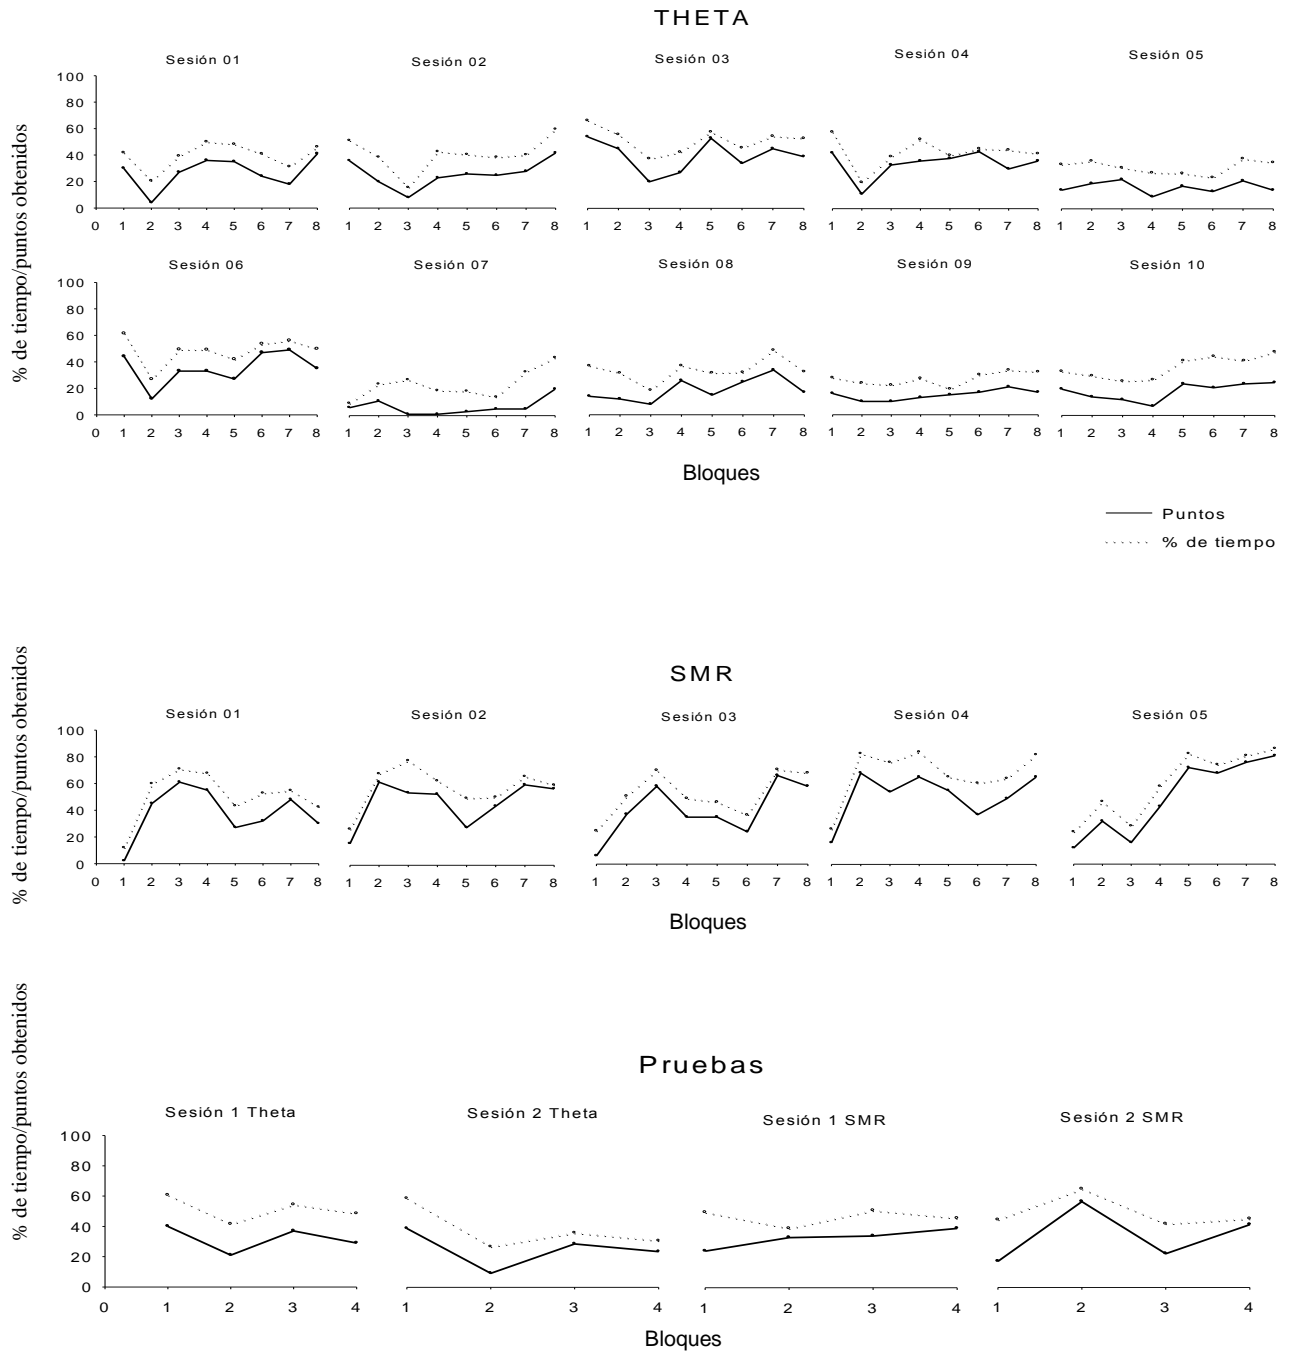 THETA
Sesión 01 Sesión 02 Sesión 03 Sesión 04 Sesión 05
% de tiempo/puntos obtenidos
100
80
60
40
20
0
0 1 2 3 4 5 6 7 8 1 2 3 4 5 6 7 8 1 2 3 4 5 6 7 8 1 2 3 4 5 6 7 8 1 2 3 4 5 6 7 8
Sesión 06 Sesión 07 Sesión 08 Sesión 09 Sesión 10
100
80
60
40
20
0
0 1 2 3 4 5 6 7 8 1 2 3 4 5 6 7 8 1 2 3 4 5 6 7 8 1 2 3 4 5 6 7 8 1 2 3 4 5 6 7 8
Bloques
Puntos
% de tiempo
SMR
Sesión 01 Sesión 02 Sesión 03 Sesión 04 Sesión 05
% de tiempo/puntos obtenidos
100
80
60
40
20
0
0 1 2 3 4 5 6 7 8 1 2 3 4 5 6 7 8 1 2 3 4 5 6 7 8 1 2 3 4 5 6 7 8 1 2 3 4 5 6 7 8
Bloques
Pruebas
Sesión 1 Theta Sesión 2 Theta Sesión 1 SMR Sesión 2 SMR
% de tiempo/puntos obtenidos
100
80
60
40
20
0
0 1 2 3 4 1 2 3 4 1 2 3 4 1 2 3 4
Bloques